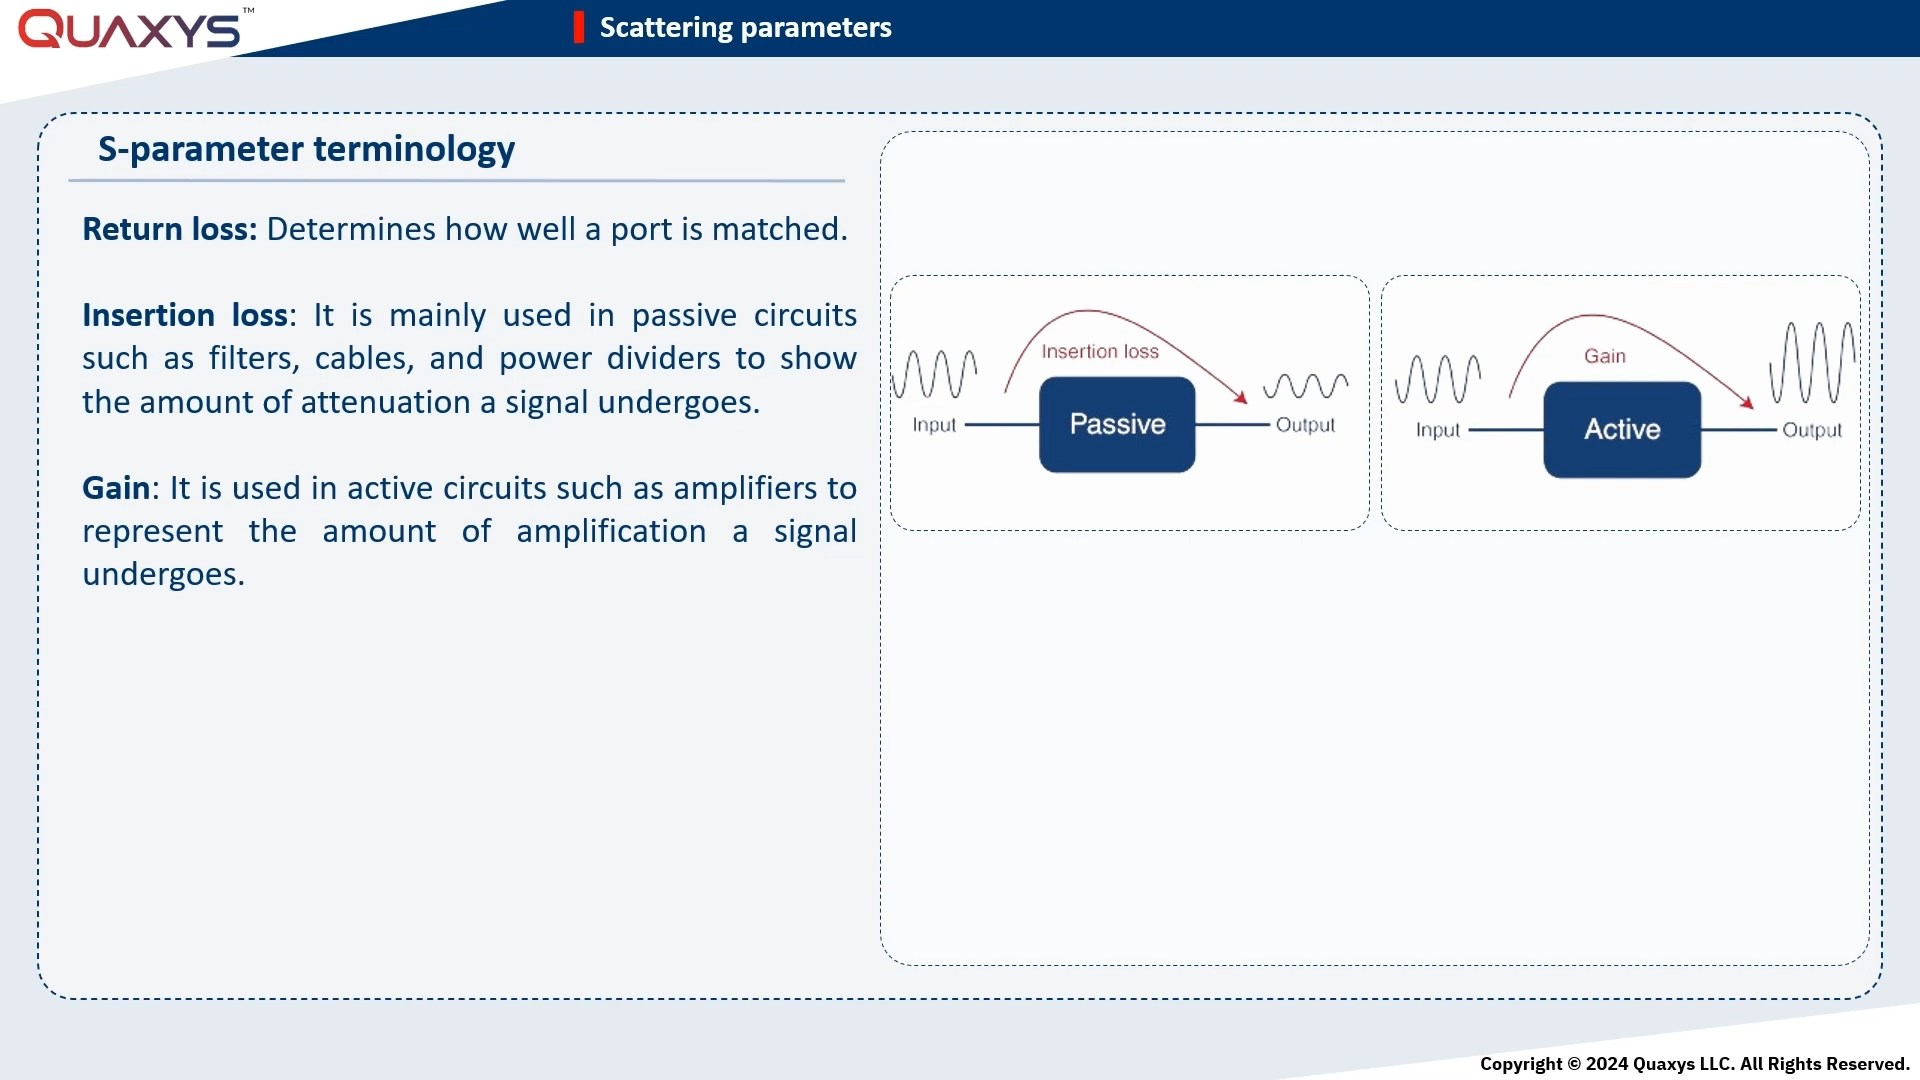 QUAXYS™
Scattering parameters
S-parameter terminology
Return loss: Determines how well a port is matched.
Insertion loss: It is mainly used in passive circuits
such as filters, cables, and power dividers to show
the amount of attenuation a signal undergoes.
Gain: It is used in active circuits such as amplifiers to
represent the amount of amplification a signal
undergoes.
Insertion loss
Input
Passive
Output
Gain
Input
Active
Output
Copyright © 2024 Quaxys LLC. All Rights Reserved.